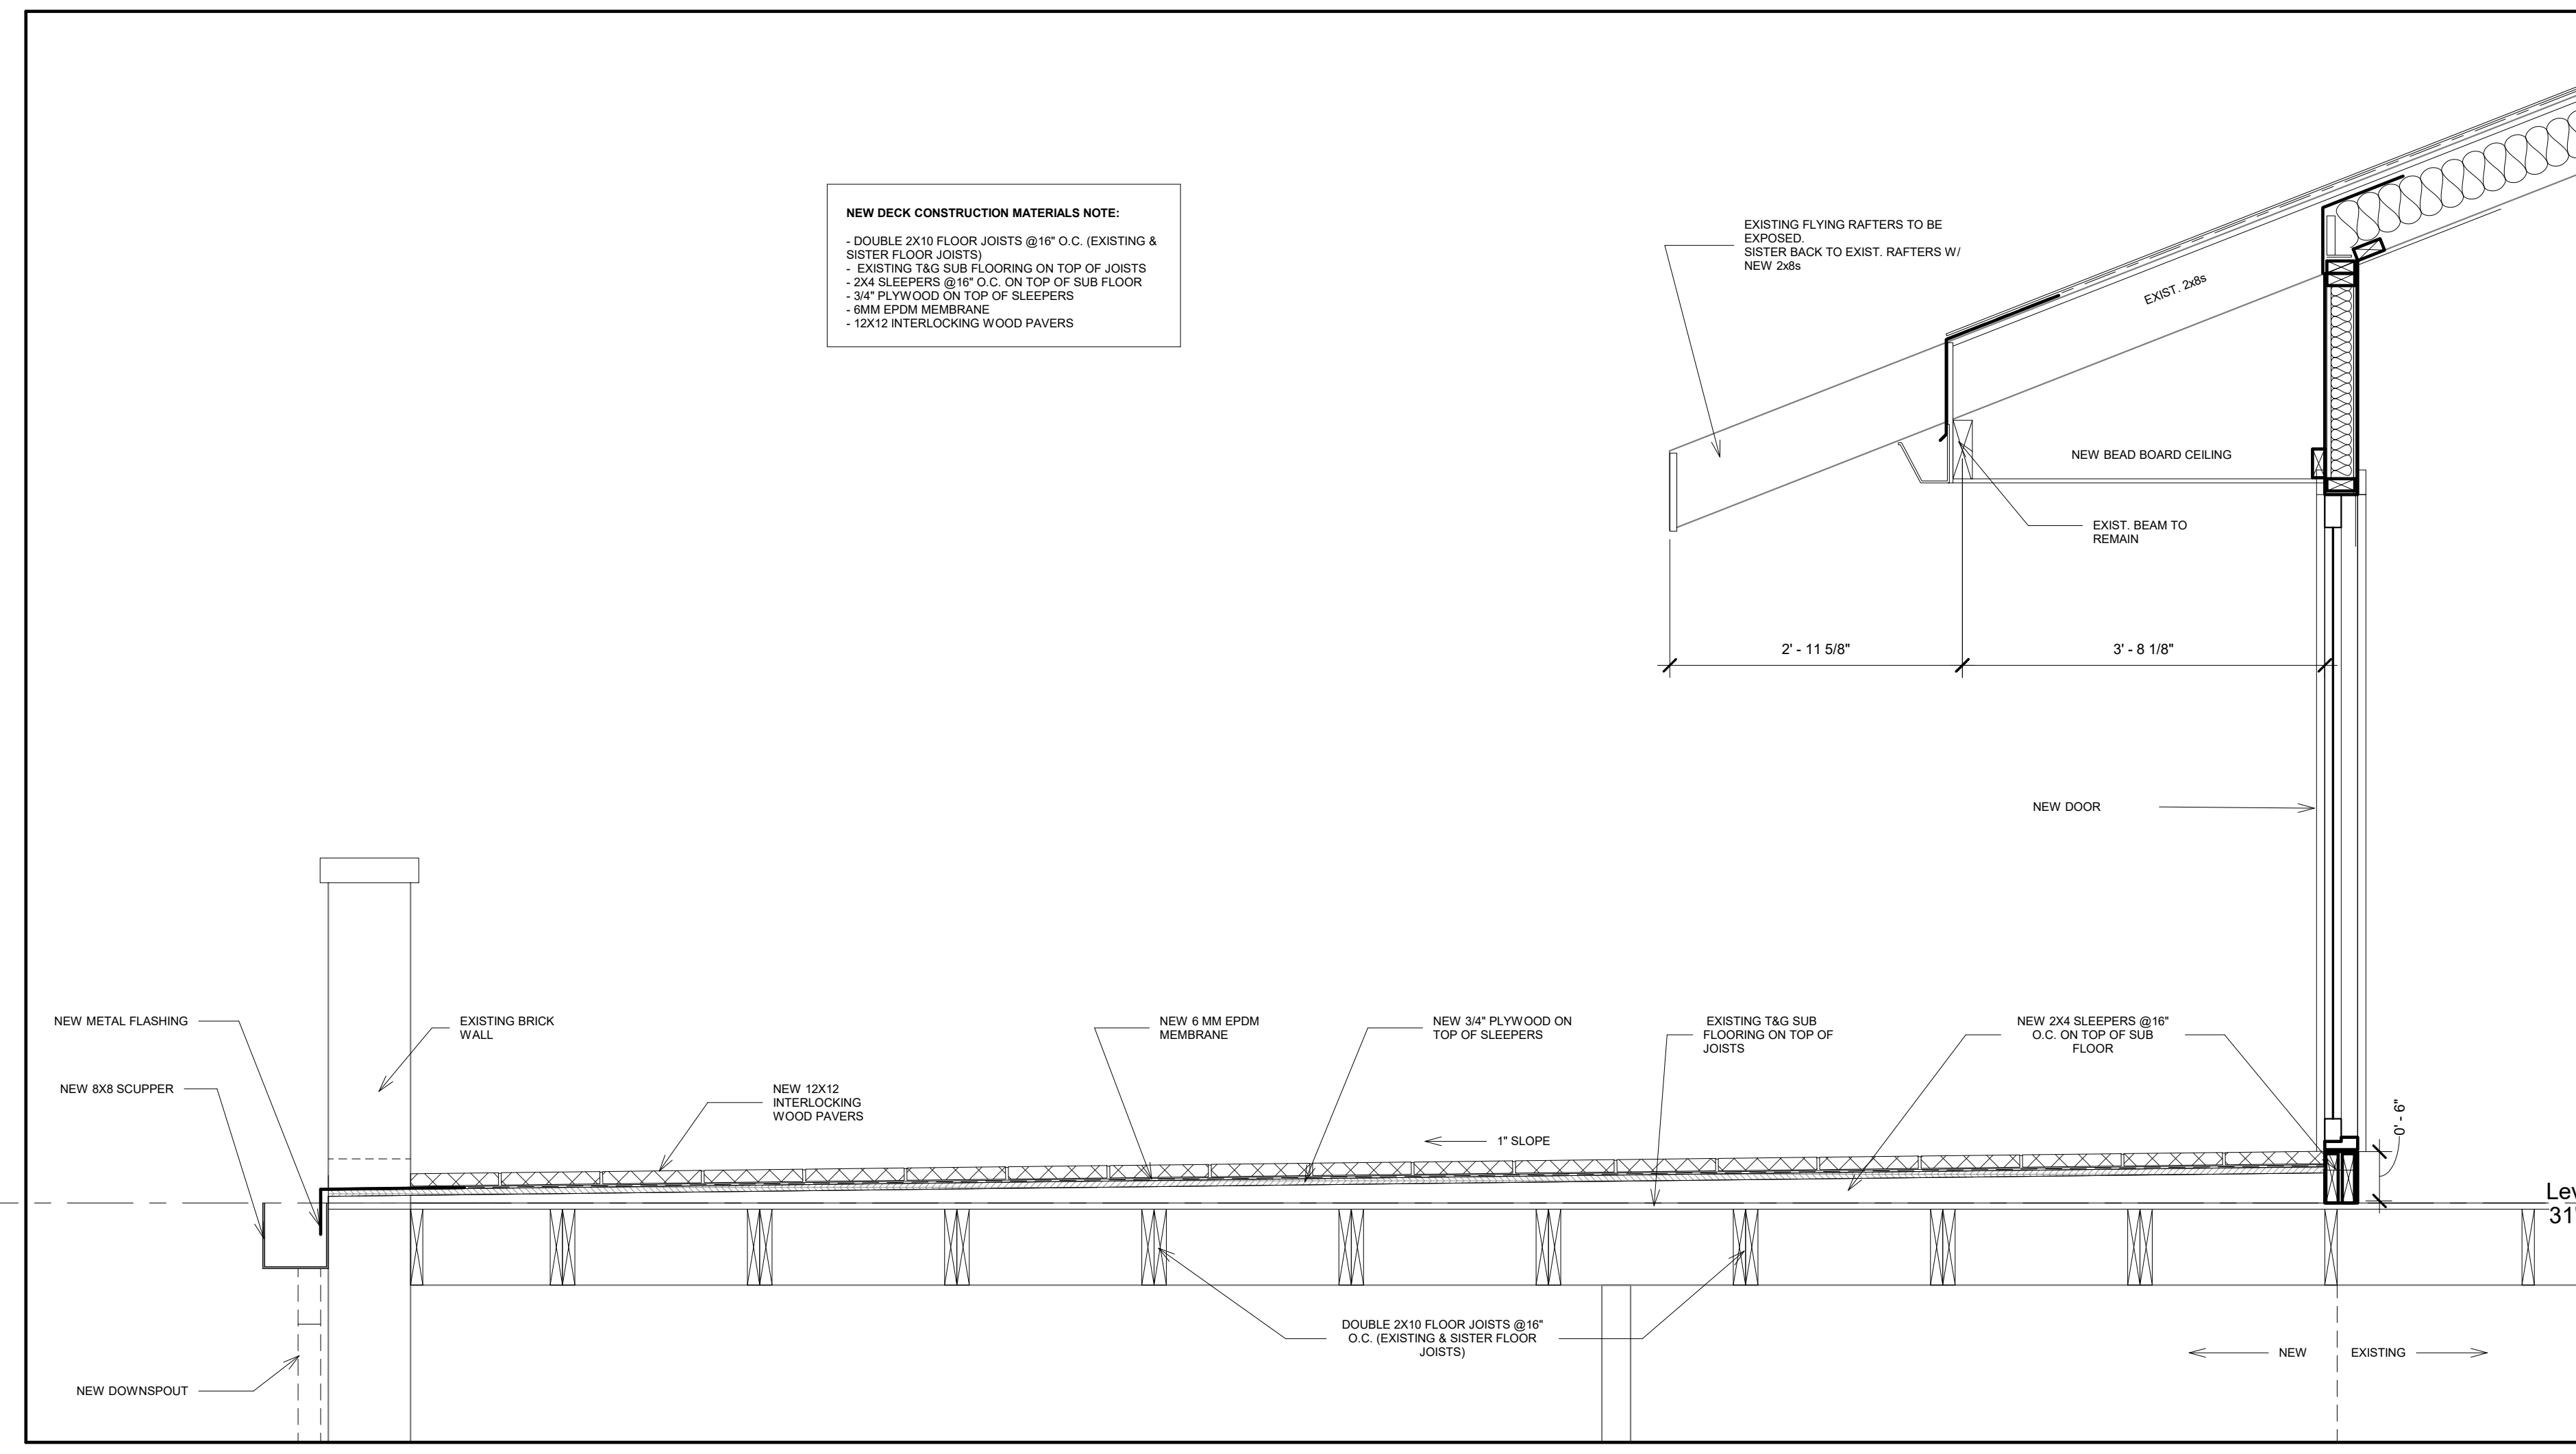 NEW DECK CONSTRUCTION MATERIALS NOTE:
- DOUBLE 2X10 FLOOR JOISTS @16" O.C. (EXISTING &
SISTER FLOOR JOISTS)
- EXISTING T&G SUB FLOORING ON TOP OF JOISTS
- 2X4 SLEEPERS @16" O.C. ON TOP OF SUB FLOOR
- 3/4" PLYWOOD ON TOP OF SLEEPERS
- 6MM EPDM MEMBRANE
- 12X12 INTERLOCKING WOOD PAVERS
EXISTING FLYING RAFTERS TO BE
EXPOSED.
SISTER BACK TO EXIST. RAFTERS W/
NEW 2x8s
EXIST. 2x8s
NEW BEAD BOARD CEILING
EXIST. BEAM TO
REMAIN
2' - 11 5/8"
3' - 8 1/8"
NEW DOOR
NEW METAL FLASHING
EXISTING BRICK
WALL
NEW 8X8 SCUPPER
NEW 12X12
INTERLOCKING
WOOD PAVERS
NEW 6 MM EPDM
MEMBRANE
NEW 3/4" PLYWOOD ON
TOP OF SLEEPERS
EXISTING T&G SUB
FLOORING ON TOP OF
JOISTS
NEW 2X4 SLEEPERS @16"
O.C. ON TOP OF SUB
FLOOR
1" SLOPE
0' - 6"
Lev
31'
DOUBLE 2X10 FLOOR JOISTS @16"
O.C. (EXISTING & SISTER FLOOR
JOISTS)
NEW
EXISTING
NEW DOWNSPOUT